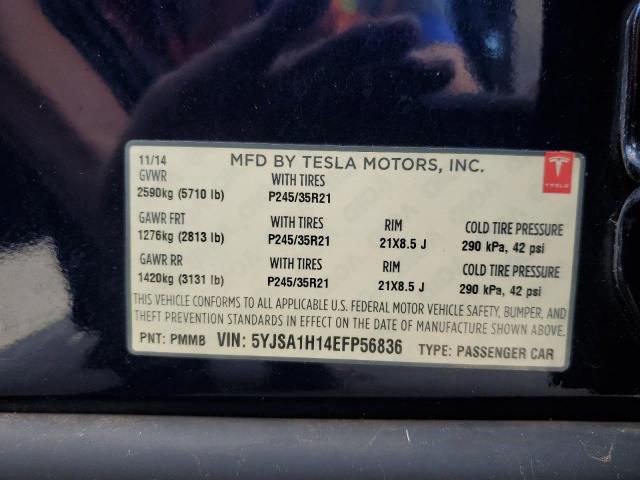 11/14 MFD BY TESLA MOTORS, INC.
GVWR WITH TIRES
2590kg (5710 lb) P245/35R21
GAWR FRT WITH TIRES RIM COLD TIRE PRESSURE
1276kg (2813 lb) P245/35R21 21X8.5 J 290 kPa, 42 psi
GAWR RR WITH TIRES RIM COLD TIRE PRESSURE
1420kg (3131 lb) P245/35R21 21X8.5 J 290 kPa, 42 psi
THIS VEHICLE CONFORMS TO ALL APPLICABLE U.S. FEDERAL MOTOR VEHICLE SAFETY, BUMPER, AND
THEFT PREVENTION STANDARDS IN EFFECT ON THE DATE OF MANUFACTURE SHOWN ABOVE.
PNT: PMMB VIN: 5YJSA1H14EFP56836 TYPE: PASSENGER CAR
TESLA